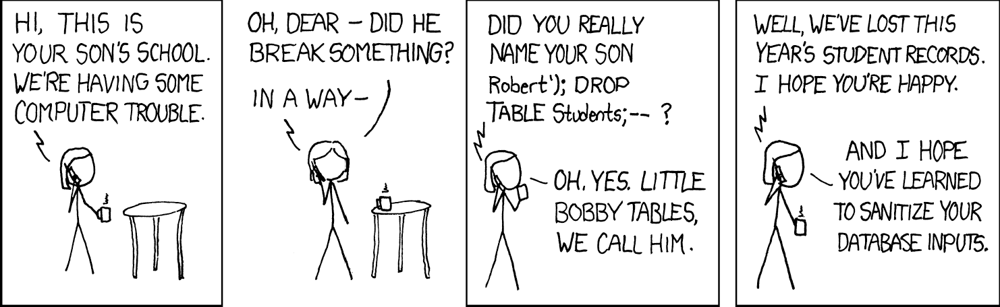 HI, THIS IS
YOUR SON'S SCHOOL.
WE'RE HAVING SOME
COMPUTER TROUBLE.
OH, DEAR – DID HE
BREAK SOMETHING?
IN A WAY–
DID YOU REALLY
NAME YOUR SON
Robert'); DROP
TABLE Students;-- ?
OH. YES. LITTLE
BOBBY TABLES,
WE CALL HIM.
WELL, WE'VE LOST THIS
YEAR'S STUDENT RECORDS.
I HOPE YOU'RE HAPPY.
AND I HOPE
YOU'VE LEARNED
TO SANITIZE YOUR
DATABASE INPUTS.